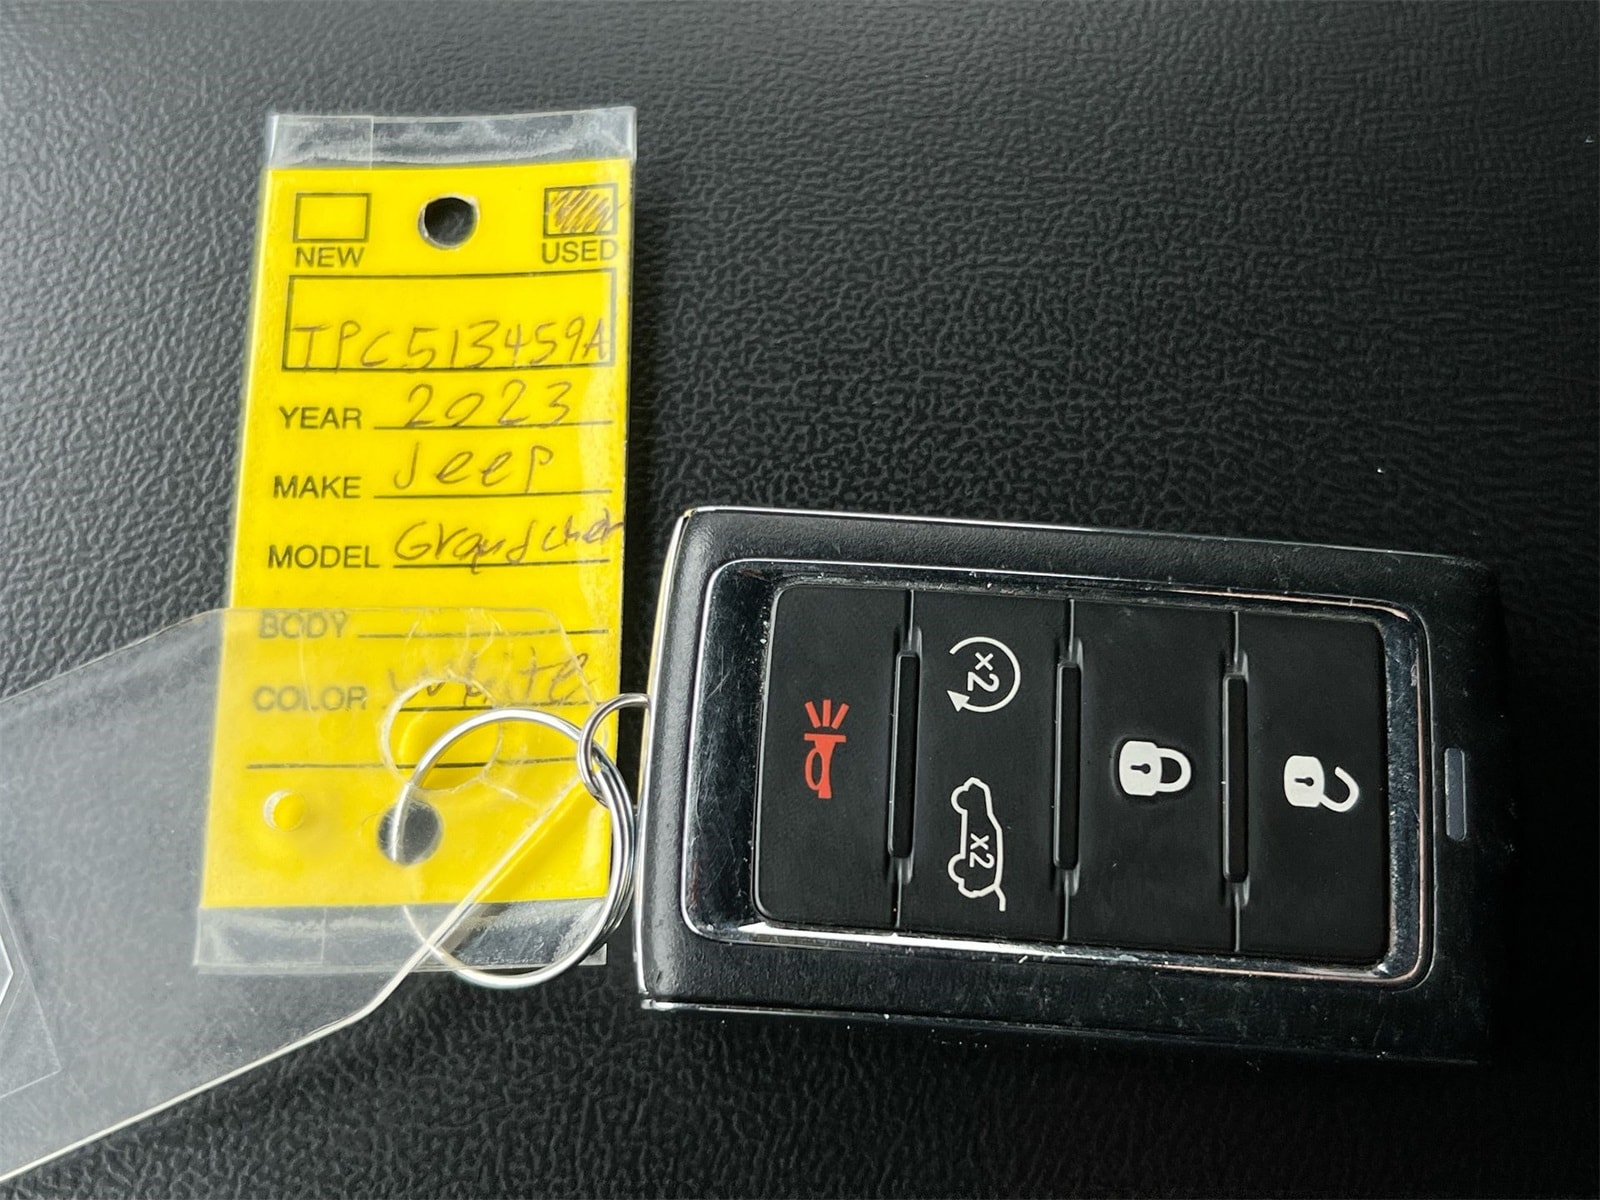 NEW USED
TPC513459A
YEAR 2023
MAKE Jeep
MODEL Grand cher
BODY
COLOR white
x2
x2